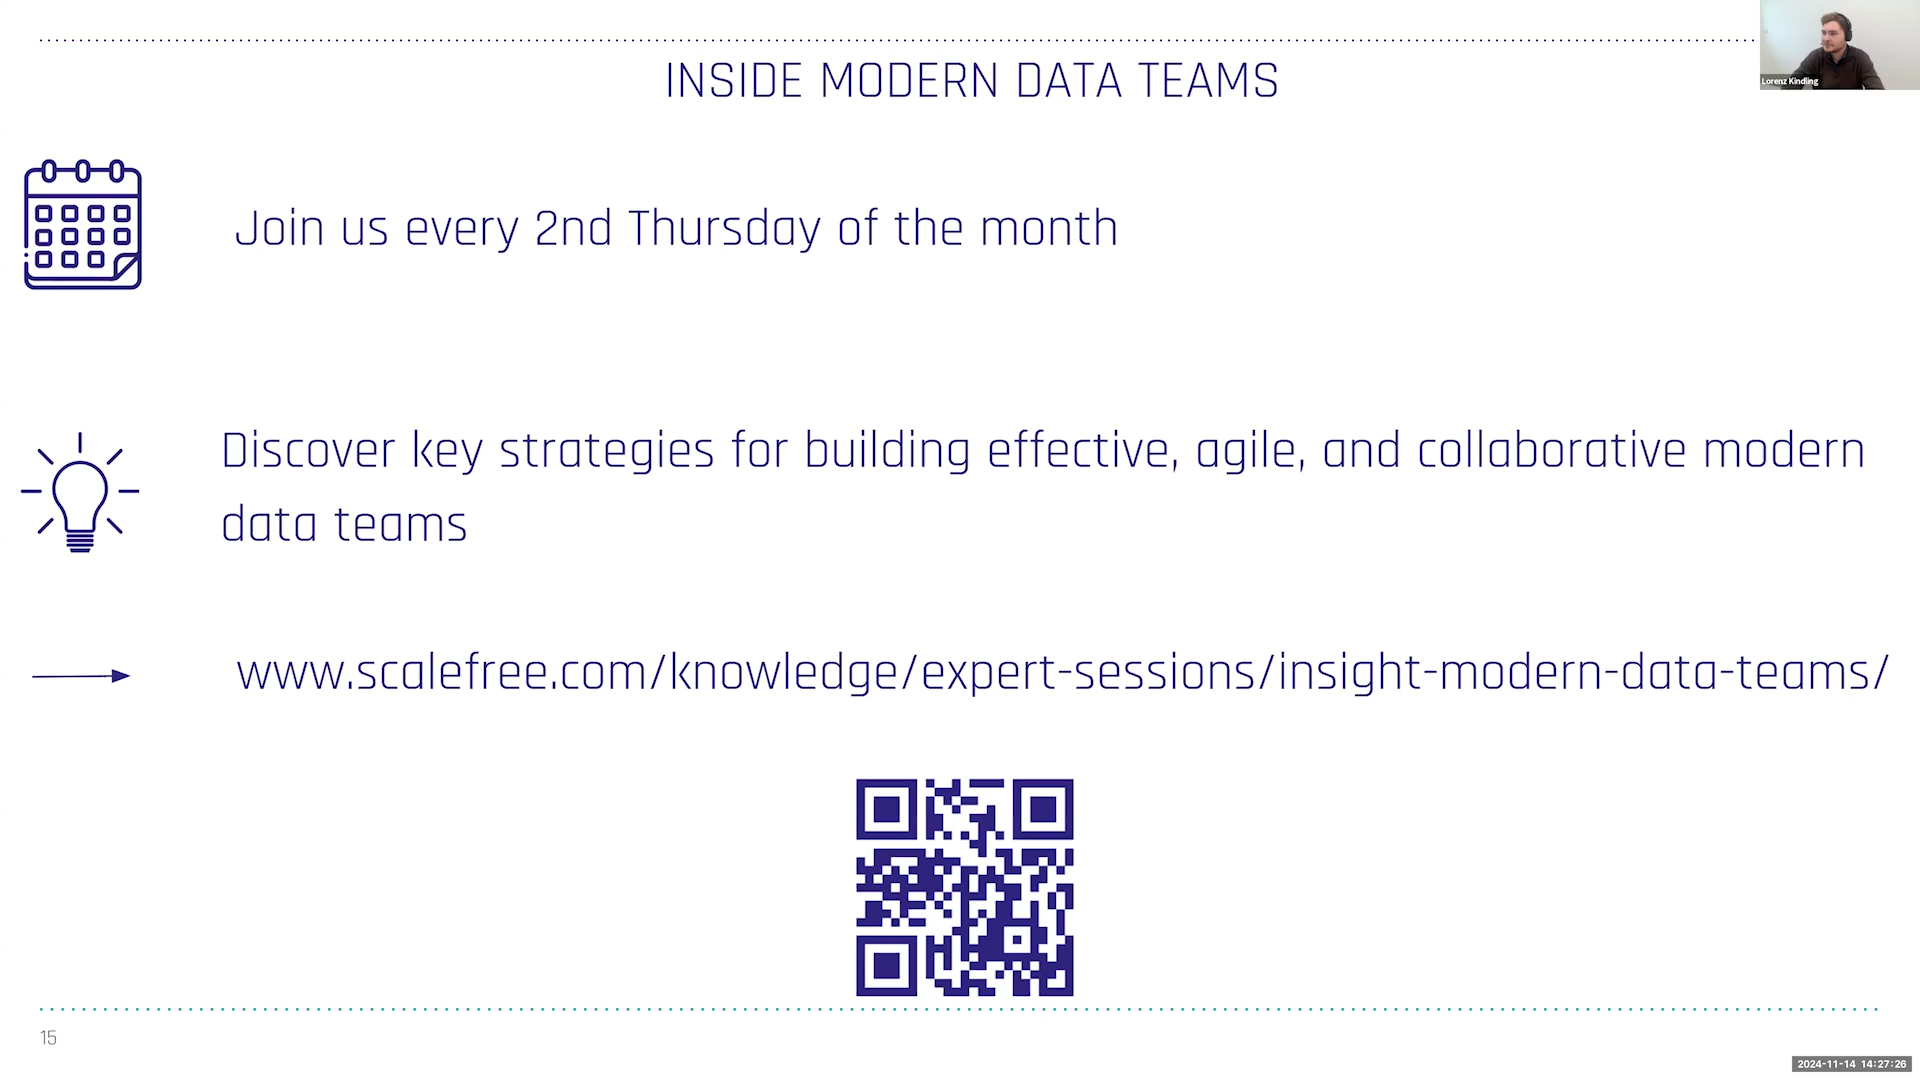 INSIDE MODERN DATA TEAMS
Lorenz Kindling
Join us every 2nd Thursday of the month
Discover key strategies for building effective, agile, and collaborative modern
data teams
www.scalefree.com/knowledge/expert-sessions/insight-modern-data-teams/
15
2024-11-14 14:27:26